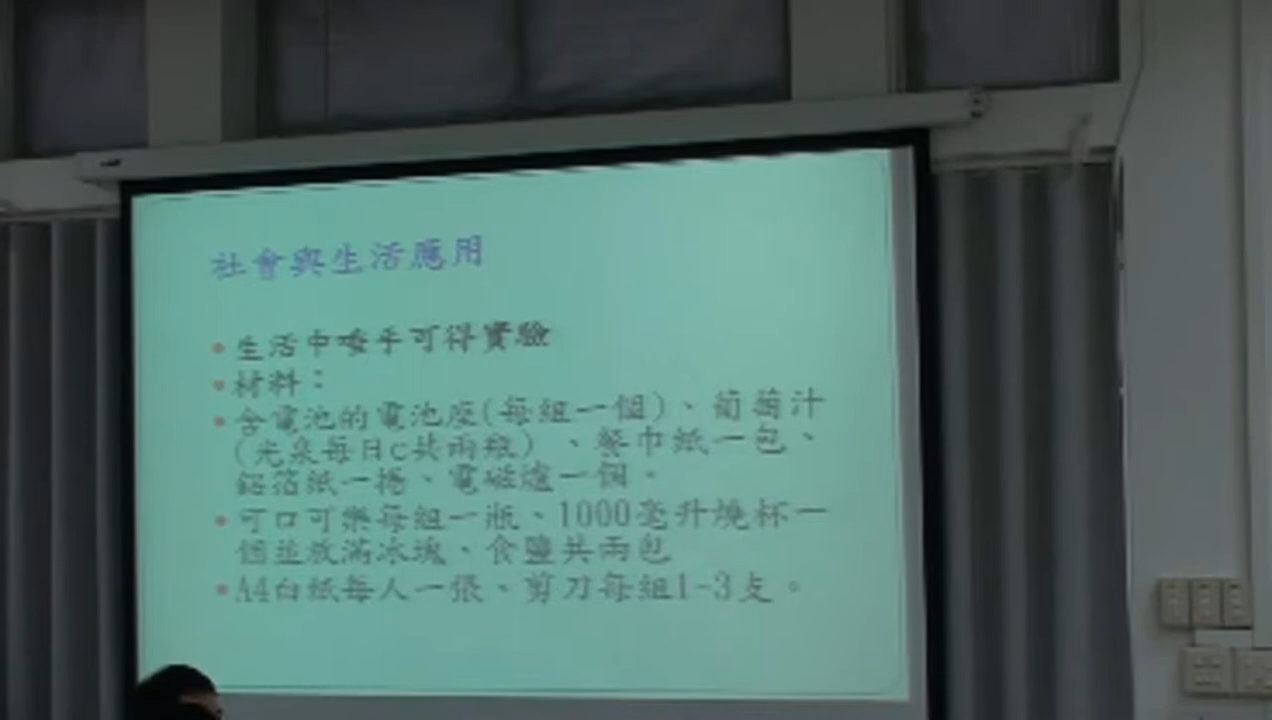 社會與生活應用
• 生活中唾手可得實驗
• 材料：
• 含電池的電池座(每組一個)、葡萄汁
(光泉每日C共兩瓶)、餐巾紙一包、
鋁箔紙一捲、電磁爐一個。
• 可口可樂每組一瓶、1000毫升燒杯一
個並放滿冰塊、食鹽共兩包
• A4白紙每人一張、剪刀每組1-3支。